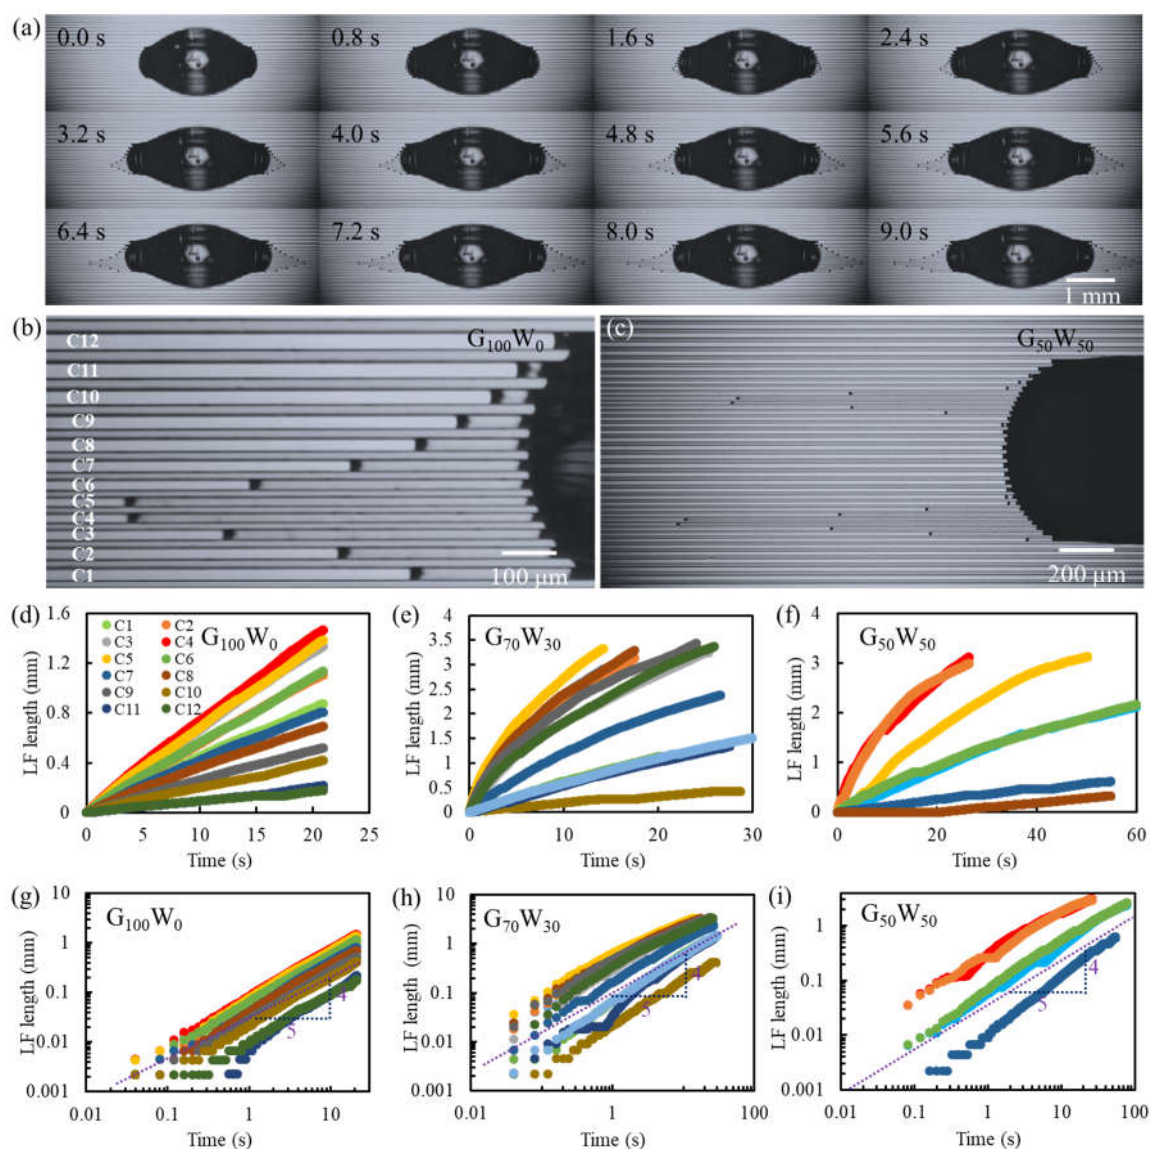 (a)
0.0 s 0.8 s 1.6 s 2.4 s
3.2 s 4.0 s 4.8 s 5.6 s
6.4 s 7.2 s 8.0 s 9.0 s
1 mm
(b) G₁₀₀W₀
C12
C11
C10
C9
C8
C7
C6
C5
C4
C3
C2
C1
100 μm
(c) G₅₀W₅₀
200 μm
(d) G₁₀₀W₀
C1 C2
C3 C4
C5 C6
C7 C8
C9 C10
C11 C12
LF length (mm)
1.6
1.2
0.8
0.4
0
0 5 10 15 20 25
Time (s)
(e) G₇₀W₃₀
LF length (mm)
4
3.5
3
2.5
2
1.5
1
0.5
0
0 10 20 30
Time (s)
(f) G₅₀W₅₀
LF length (mm)
4
3
2
1
0
0 20 40 60
Time (s)
(g) G₁₀₀W₀
LF length (mm)
10
1
0.1
0.01
0.001
4
5
0.01 0.1 1 10
Time (s)
(h) G₇₀W₃₀
LF length (mm)
10
1
0.1
0.01
0.001
4
5
0.01 1 100
Time (s)
(i) G₅₀W₅₀
LF length (mm)
1
0.1
0.01
0.001
4
5
0.01 0.1 1 10 100
Time (s)